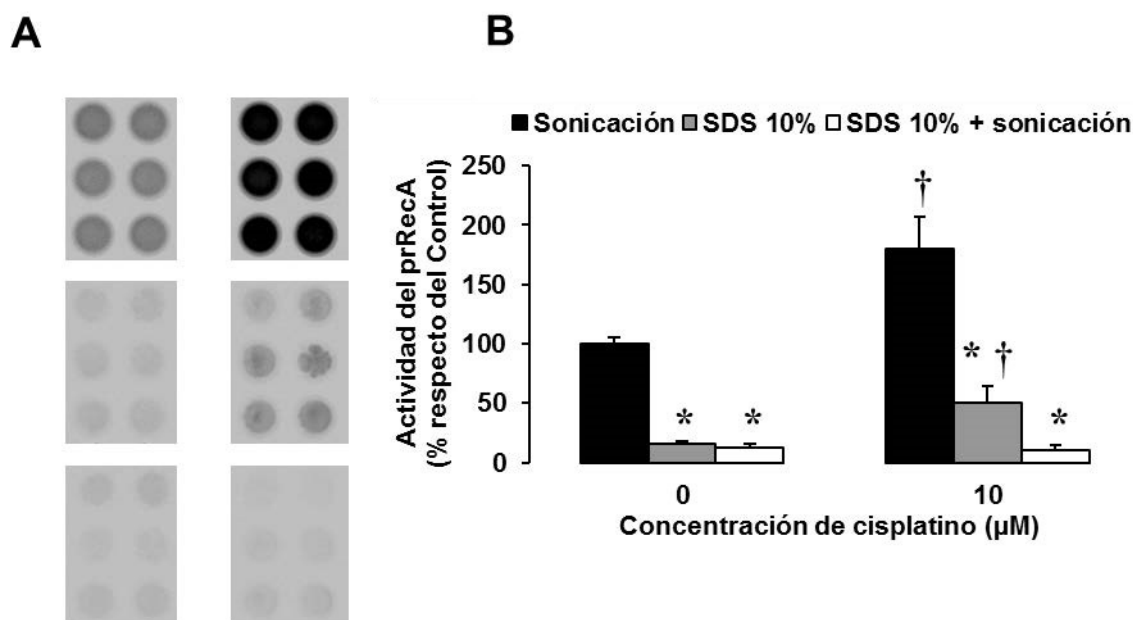 A
B
Sonicación SDS 10% SDS 10% + sonicación
Actividad del prRecA
(% respecto del Control)
250
200
150
100
50
0
†
* †
* * *
0 10
Concentración de cisplatino (µM)